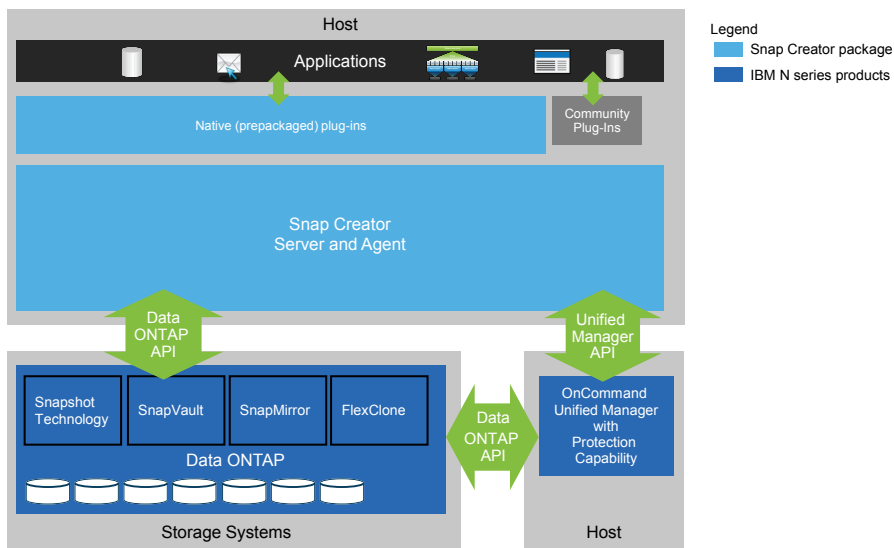 Host
Legend
Snap Creator package
IBM N series products
Applications
Native (prepackaged) plug-ins
Community
Plug-Ins
Snap Creator
Server and Agent
Data
ONTAP
API
Unified
Manager
API
Snapshot
Technology
SnapVault
SnapMirror
FlexClone
Data ONTAP
Storage Systems
Data
ONTAP
API
OnCommand
Unified Manager
with
Protection
Capability
Host